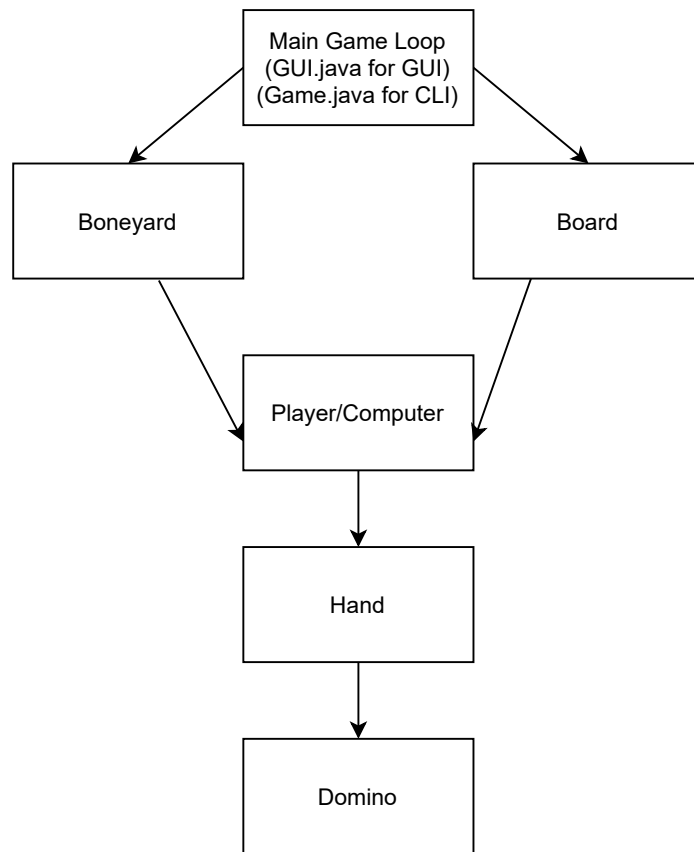 Main Game Loop
(GUI.java for GUI)
(Game.java for CLI)
Boneyard
Board
Player/Computer
Hand
Domino